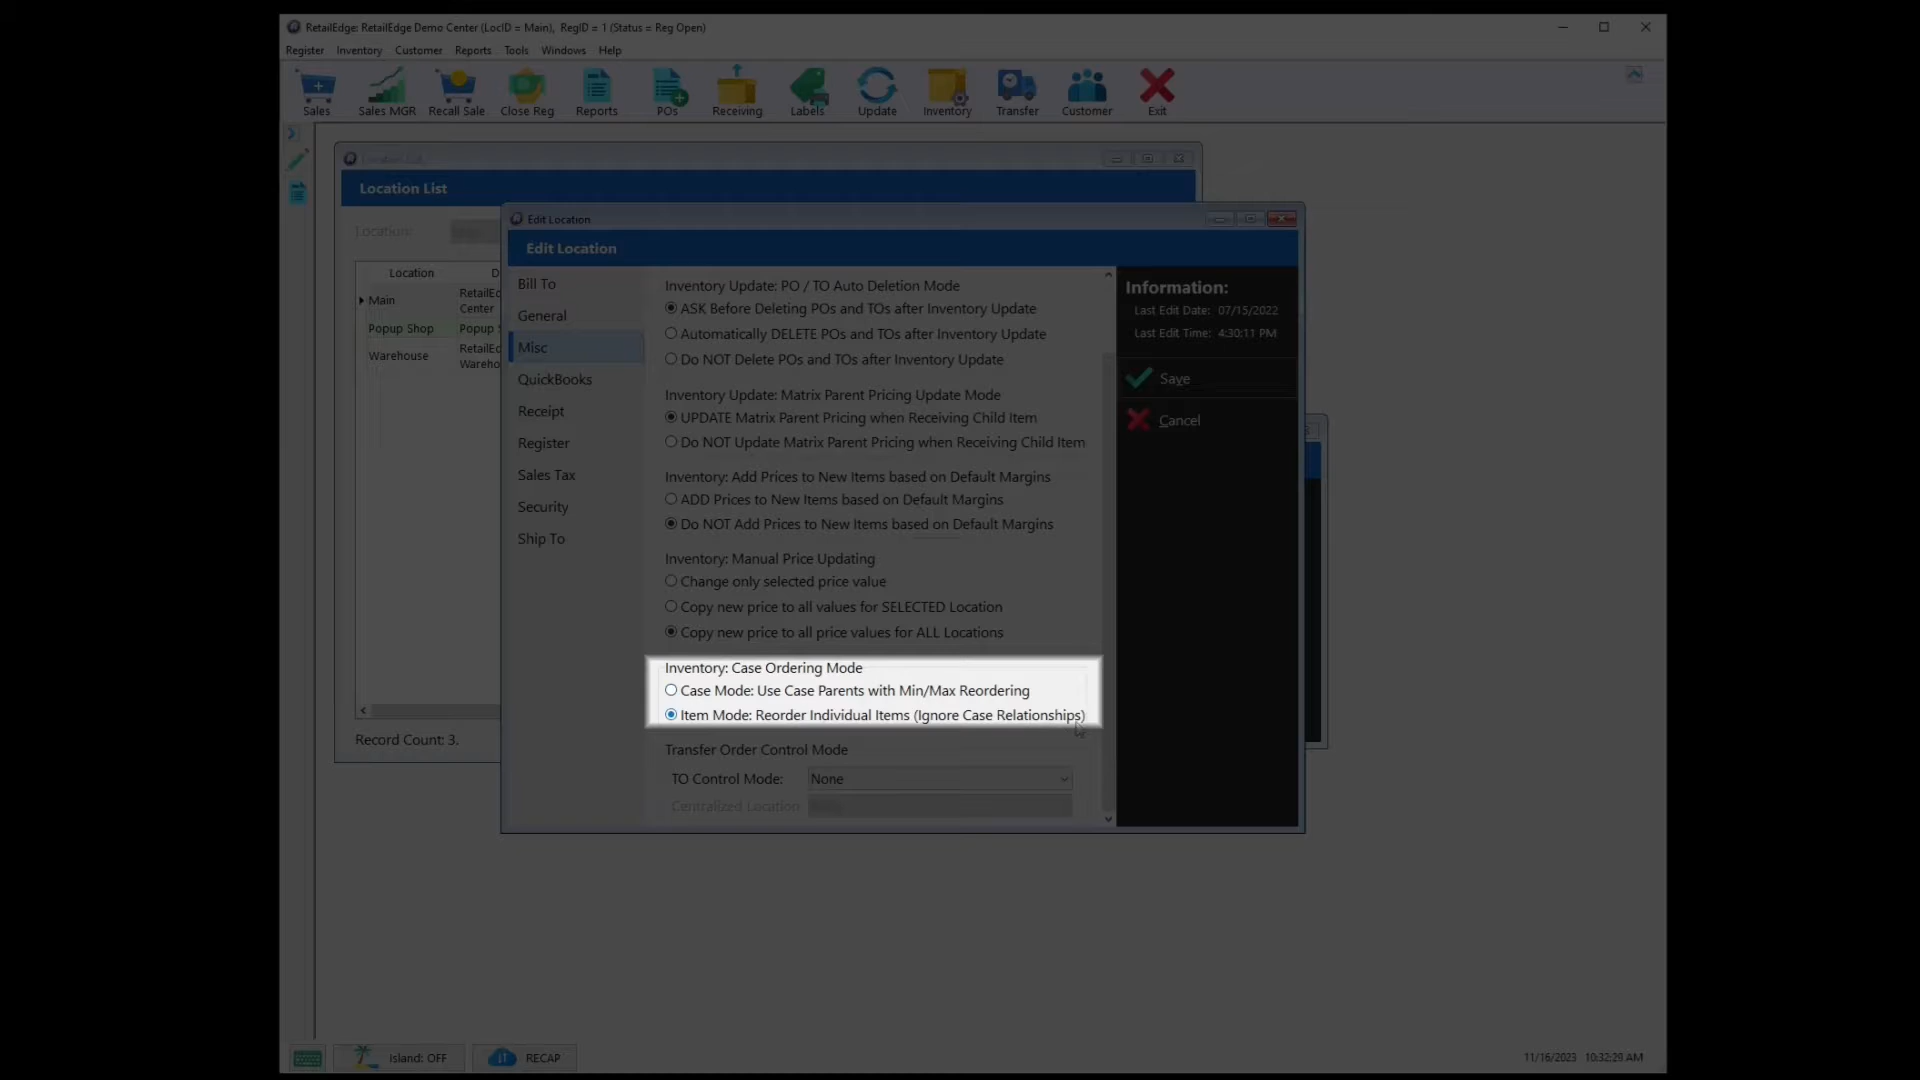 RetailEdge: RetailEdge Demo Center (LocID = Main), RegID = 1 (Status = Reg Open)
Register Inventory Customer Reports Tools Windows Help
Sales Sales MGR Recall Sale Close Reg Reports POs Receiving Labels Update Inventory Transfer Customer Exit
Location List
Location List
Location:
Location D
Main RetailEd
Center
Popup Shop Popup S
Warehouse RetailEd
Wareho
Record Count: 3.
Edit Location
Edit Location
Bill To
General
Misc
QuickBooks
Receipt
Register
Sales Tax
Security
Ship To
Inventory Update: PO / TO Auto Deletion Mode
ASK Before Deleting POs and TOs after Inventory Update
Automatically DELETE POs and TOs after Inventory Update
Do NOT Delete POs and TOs after Inventory Update
Inventory Update: Matrix Parent Pricing Update Mode
UPDATE Matrix Parent Pricing when Receiving Child Item
Do NOT Update Matrix Parent Pricing when Receiving Child Item
Inventory: Add Prices to New Items based on Default Margins
ADD Prices to New Items based on Default Margins
Do NOT Add Prices to New Items based on Default Margins
Inventory: Manual Price Updating
Change only selected price value
Copy new price to all values for SELECTED Location
Copy new price to all price values for ALL Locations
Inventory: Case Ordering Mode
Case Mode: Use Case Parents with Min/Max Reordering
Item Mode: Reorder Individual Items (Ignore Case Relationships)
Transfer Order Control Mode
TO Control Mode: None
Centralized Location
Information:
Last Edit Date: 07/15/2022
Last Edit Time: 4:30:11 PM
Save
Cancel
Island: OFF RECAP
11/16/2023 10:32:29 AM